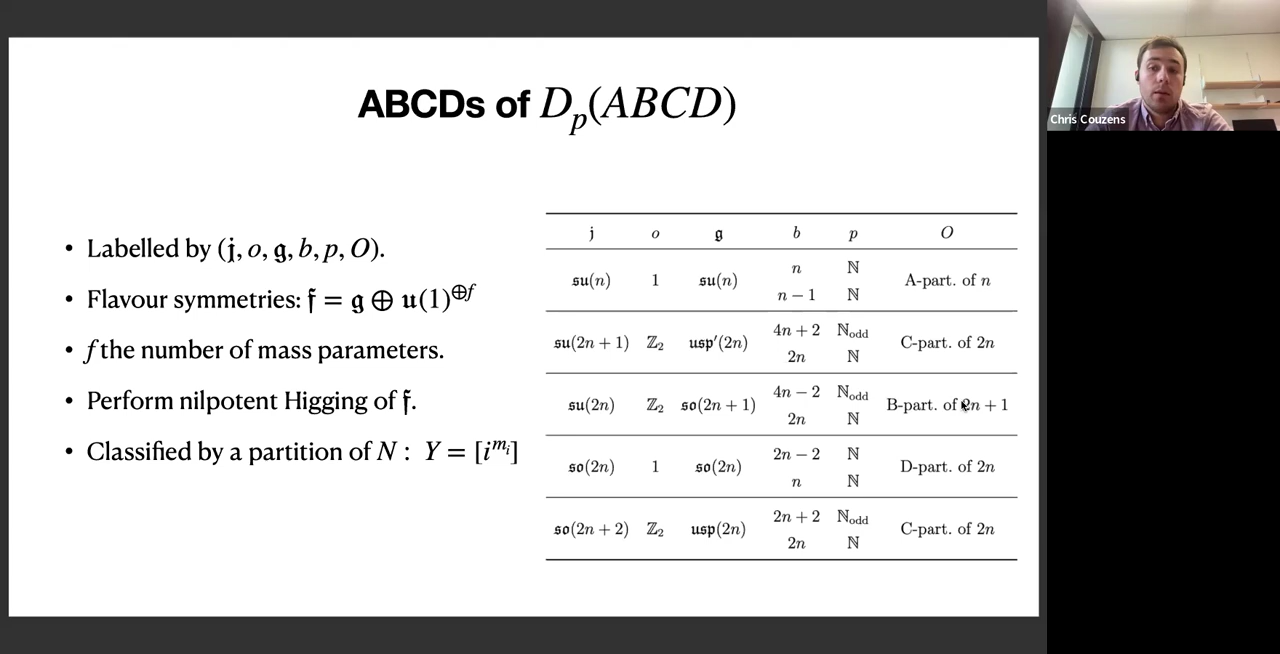 ABCDs of D_p(ABCD)
• Labelled by (𝔧, o, 𝔤, b, p, O).
• Flavour symmetries: 𝔣 = 𝔤 ⊕ 𝔲(1)^{⊕f}
• f the number of mass parameters.
• Perform nilpotent Higging of 𝔣.
• Classified by a partition of N : Y = [i^{m_i}]
𝔧 o 𝔤 b p O
𝔰𝔲(n) 1 𝔰𝔲(n) n ℕ A-part. of n
n − 1 ℕ
𝔰𝔲(2n + 1) ℤ₂ 𝔲𝔰𝔭′(2n) 4n + 2 ℕ_odd C-part. of 2n
2n ℕ
𝔰𝔲(2n) ℤ₂ 𝔰𝔬(2n + 1) 4n − 2 ℕ_odd B-part. of 2n + 1
2n ℕ
𝔰𝔬(2n) 1 𝔰𝔬(2n) 2n − 2 ℕ D-part. of 2n
n ℕ
𝔰𝔬(2n + 2) ℤ₂ 𝔲𝔰𝔭(2n) 2n + 2 ℕ_odd C-part. of 2n
2n ℕ
Chris Couzens